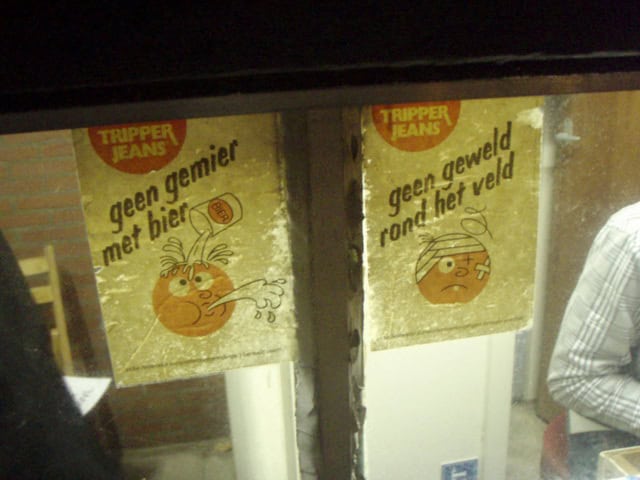 TRIPPER
JEANS
geen gemier
met bier
BIER
TRIPPER
JEANS
geen geweld
rond het veld